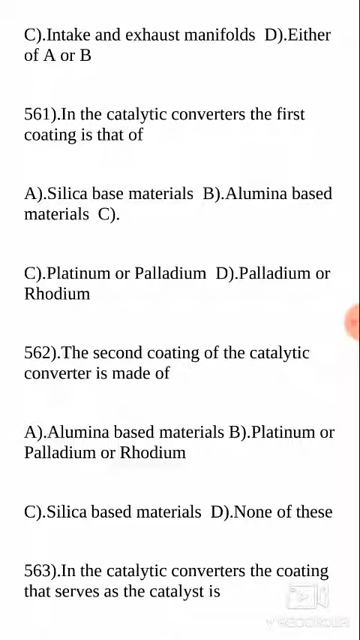 C).Intake and exhaust manifolds  D).Either
of A or B
561).In the catalytic converters the first
coating is that of
A).Silica base materials  B).Alumina based
materials  C).
C).Platinum or Palladium  D).Palladium or
Rhodium
562).The second coating of the catalytic
converter is made of
A).Alumina based materials B).Platinum or
Palladium or Rhodium
C).Silica based materials  D).None of these
563).In the catalytic converters the coating
that serves as the catalyst is